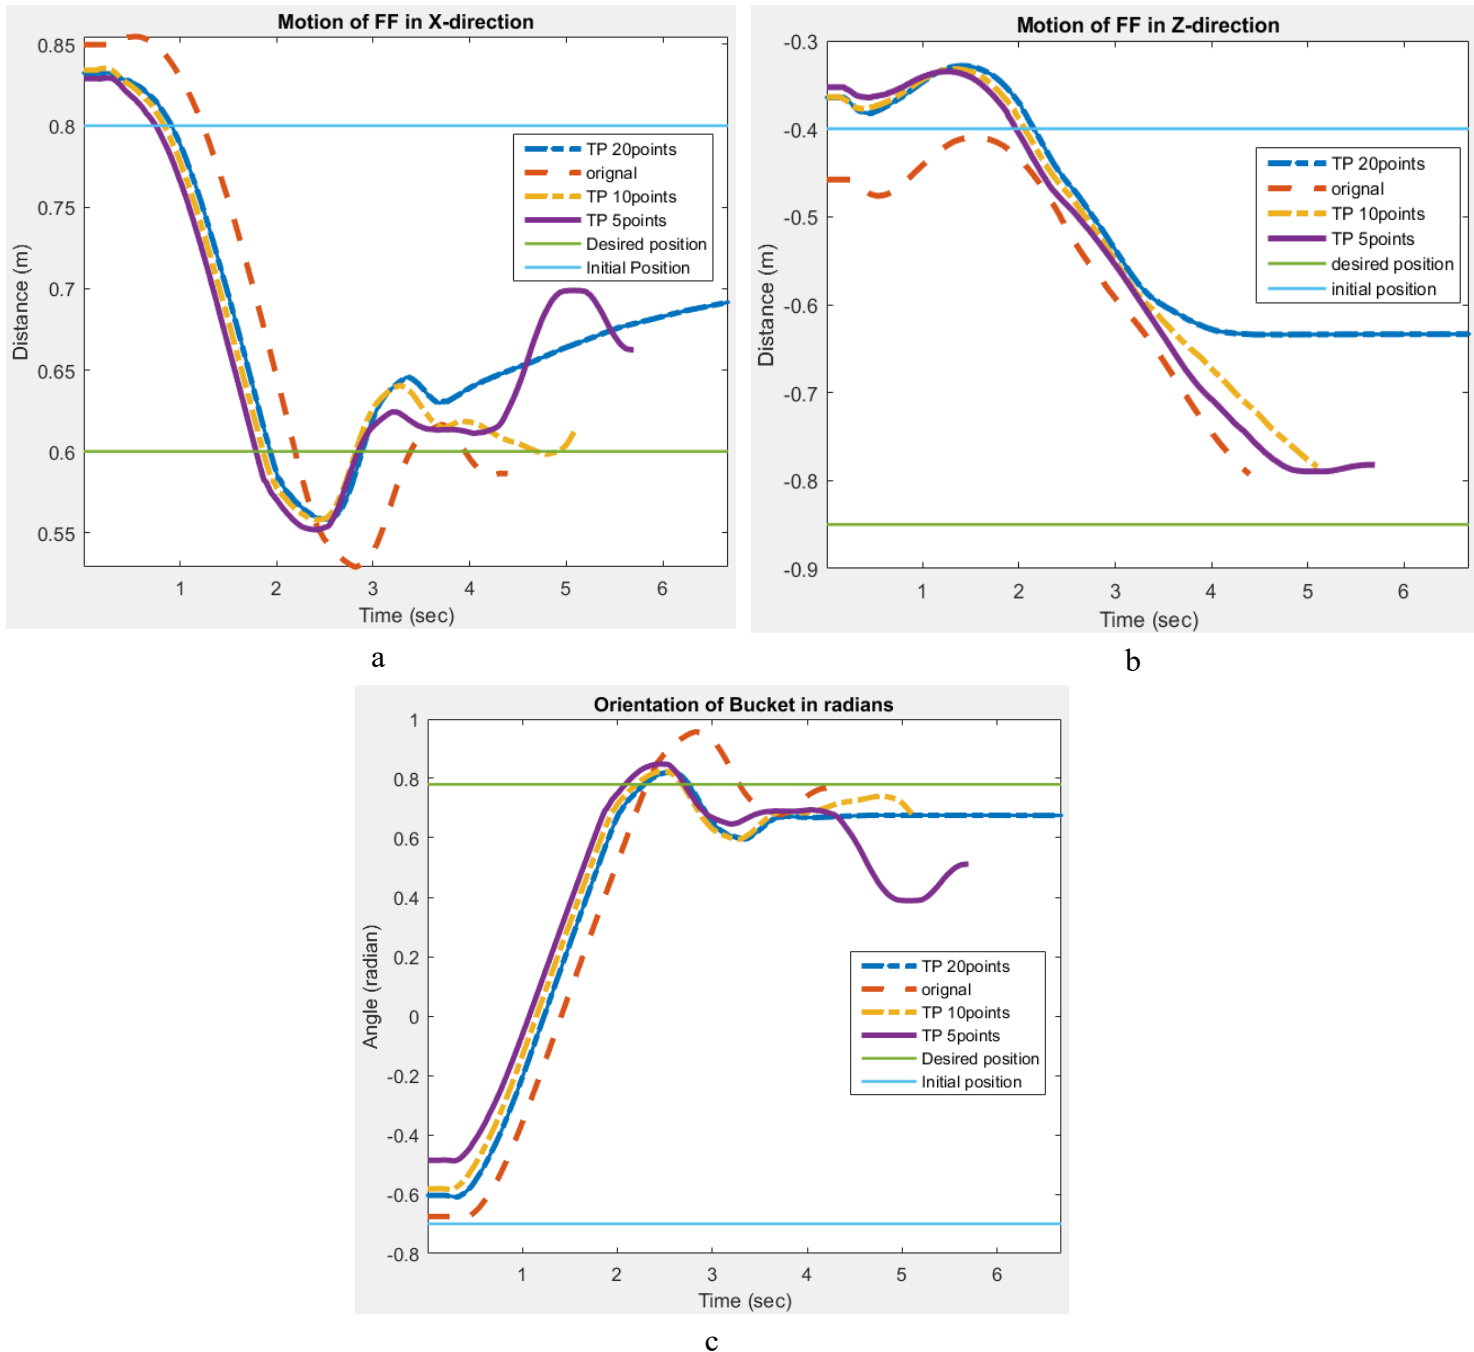 Motion of FF in X-direction
0.85
0.8
0.75
0.7
0.65
0.6
0.55
Distance (m)
1 2 3 4 5 6
Time (sec)
TP 20points
orignal
TP 10points
TP 5points
Desired position
Initial Position
a
Motion of FF in Z-direction
-0.3
-0.4
-0.5
-0.6
-0.7
-0.8
-0.9
Distance (m)
1 2 3 4 5 6
Time (sec)
TP 20points
orignal
TP 10points
TP 5points
desired position
initial position
b
Orientation of Bucket in radians
1
0.8
0.6
0.4
0.2
0
-0.2
-0.4
-0.6
-0.8
Angle (radian)
1 2 3 4 5 6
Time (sec)
TP 20points
orignal
TP 10points
TP 5points
Desired position
Initial position
c